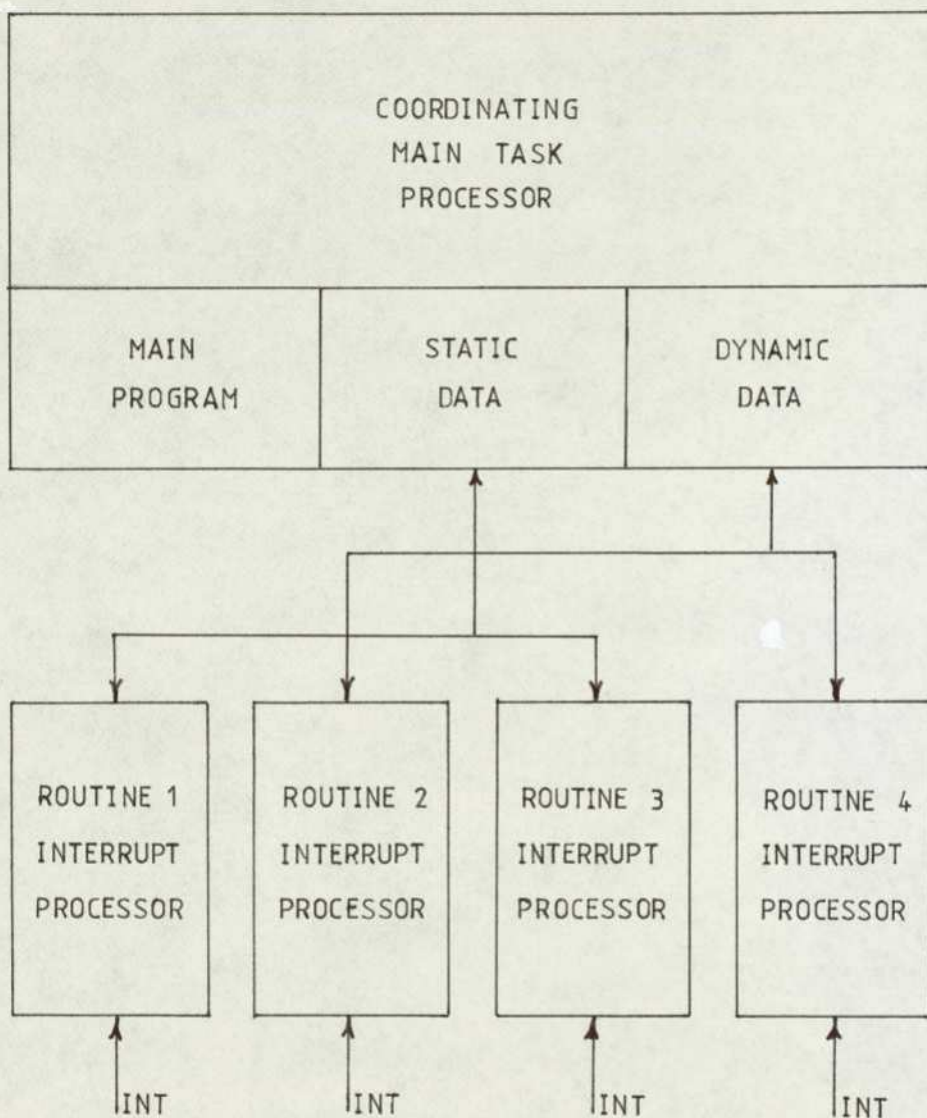 COORDINATING
MAIN TASK
PROCESSOR
MAIN
PROGRAM
STATIC
DATA
DYNAMIC
DATA
ROUTINE 1
INTERRUPT
PROCESSOR
ROUTINE 2
INTERRUPT
PROCESSOR
ROUTINE 3
INTERRUPT
PROCESSOR
ROUTINE 4
INTERRUPT
PROCESSOR
INT
INT
INT
INT